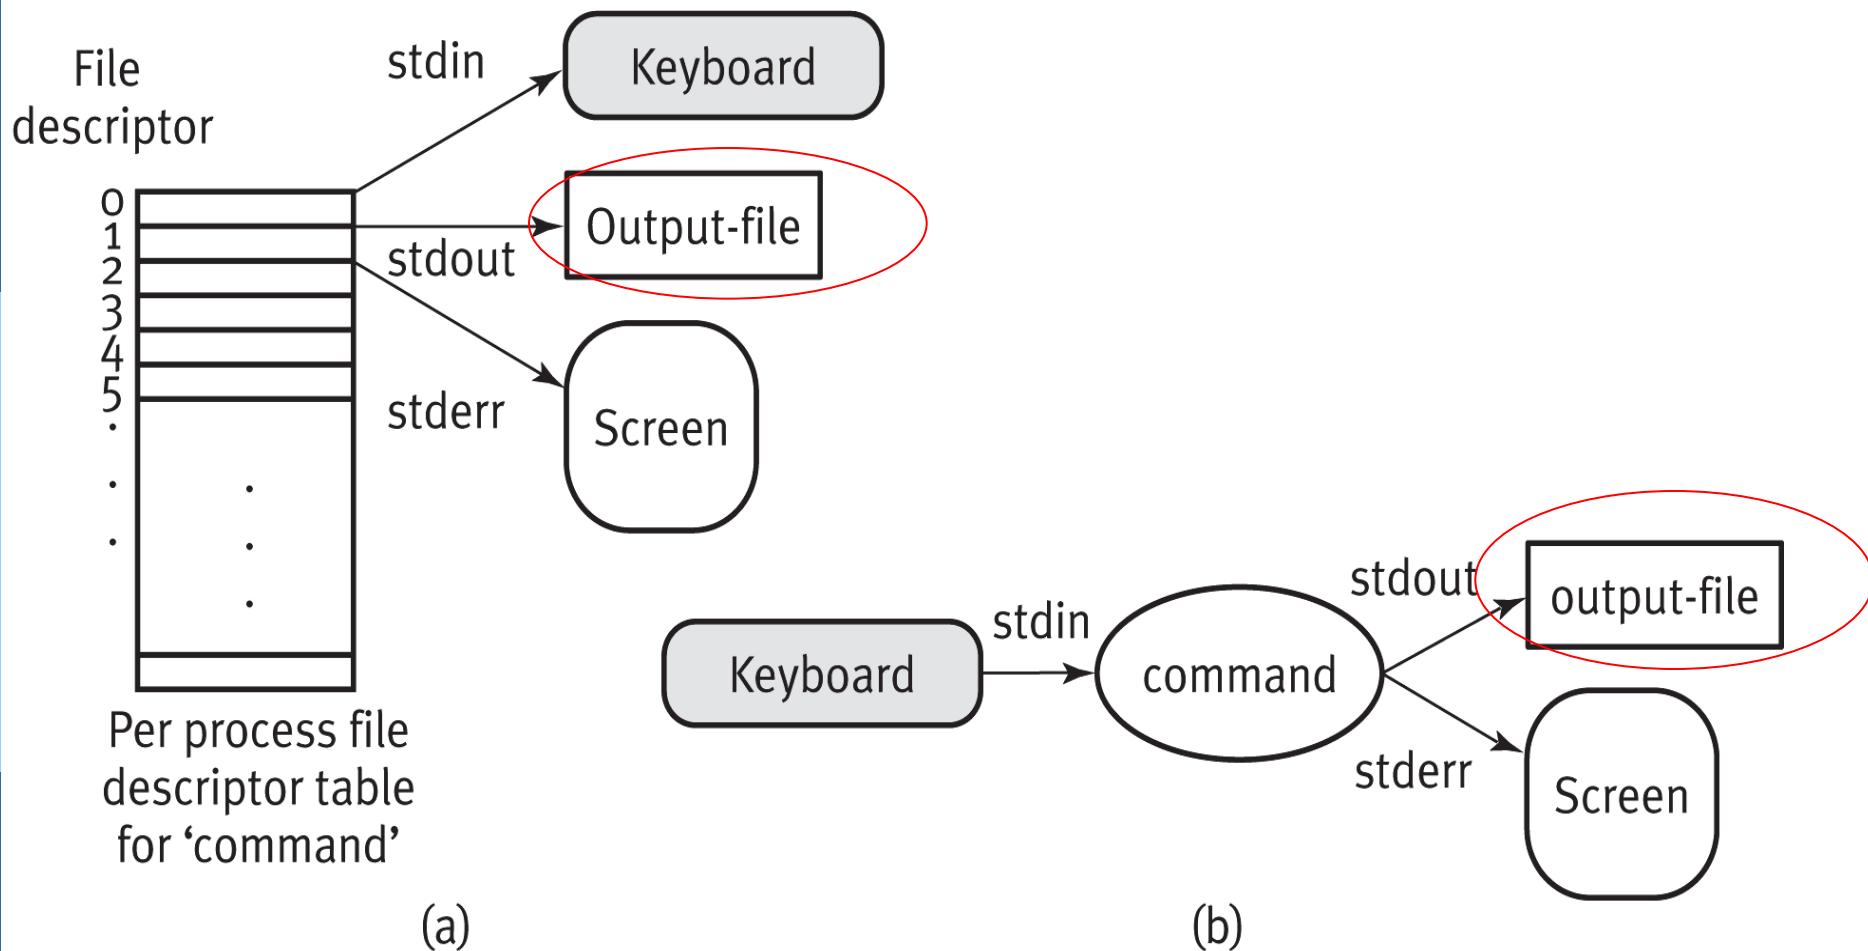 File
descriptor
stdin
Keyboard
0
1
2
3
4
5
.
.
.
.
.
.
Output-file
stdout
stderr
Screen
Per process file
descriptor table
for ‘command’
(a)
Keyboard
stdin
command
stdout
output-file
stderr
Screen
(b)